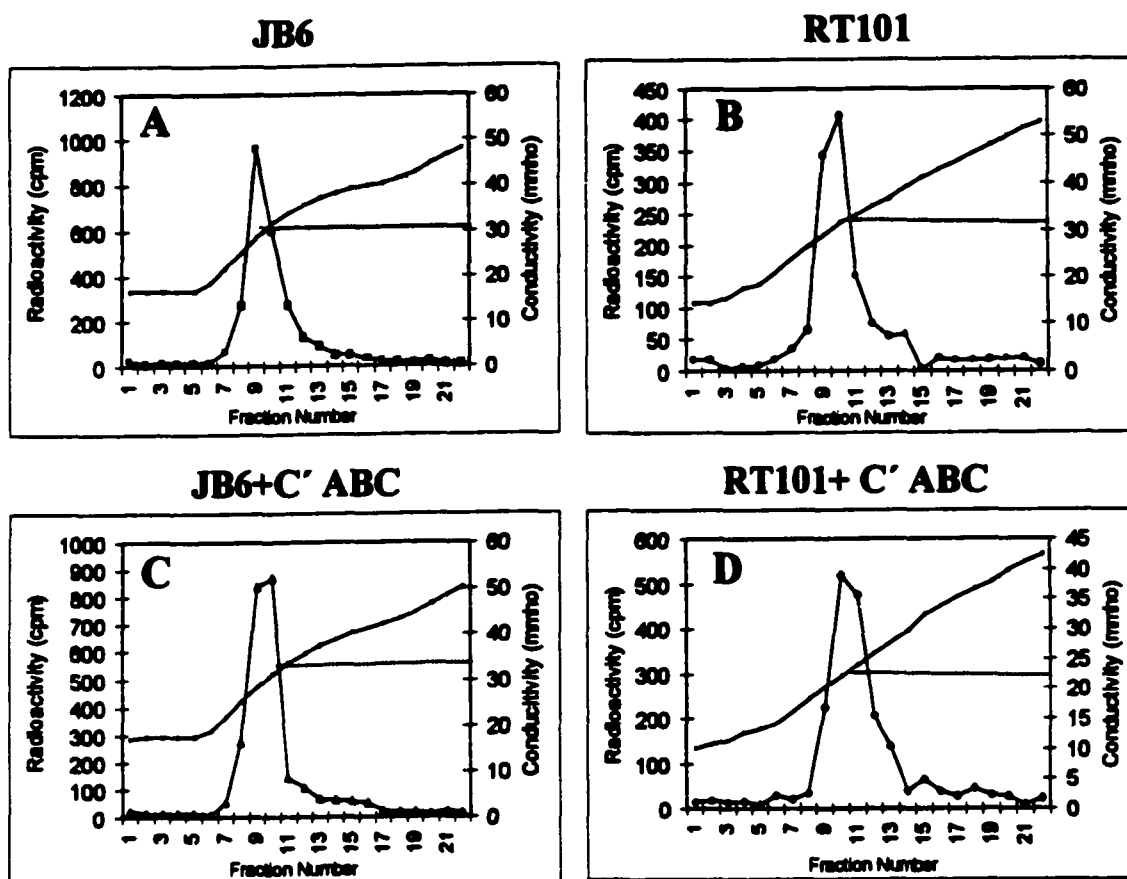 JB6
A
Radioactivity (cpm)
1200
1000
800
600
400
200
0
60
50
40
30
20
10
0
Conductivity (mmho)
1 3 5 7 9 11 13 15 17 19 21
Fraction Number
RT101
B
Radioactivity (cpm)
450
400
350
300
250
200
150
100
50
0
60
50
40
30
20
10
0
Conductivity (mmho)
1 3 5 7 9 11 13 15 17 19 21
Fraction Number
JB6+C´ ABC
C
Radioactivity (cpm)
1000
900
800
700
600
500
400
300
200
100
0
60
50
40
30
20
10
0
Conductitivity (mmho)
1 3 5 7 9 11 13 15 17 19 21
Fraction Number
RT101+ C´ ABC
D
Radioactivity (cpm)
600
500
400
300
200
100
0
45
40
35
30
25
20
15
10
5
0
Conductivity (mmho)
1 3 5 7 9 11 13 15 17 19 21
Fraction Number